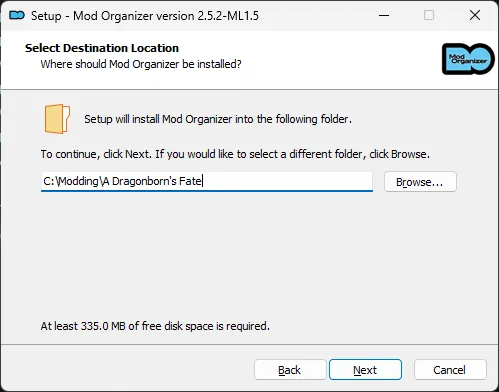 Setup - Mod Organizer version 2.5.2-ML1.5
Select Destination Location
Where should Mod Organizer be installed?
Mod
Organizer
Setup will install Mod Organizer into the following folder.
To continue, click Next. If you would like to select a different folder, click Browse.
C:\Modding\A Dragonborn's Fate
Browse...
At least 335.0 MB of free disk space is required.
Back
Next
Cancel